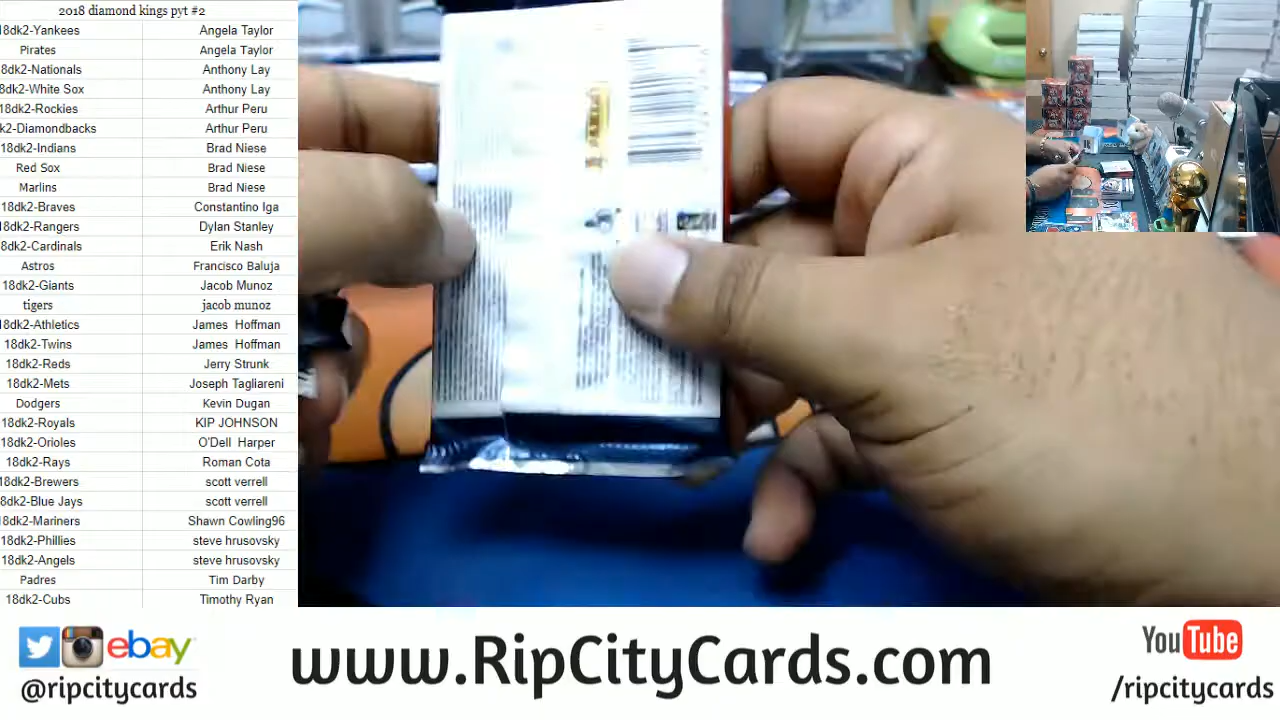 2018 diamond kings pyt #2
18dk2-Yankees Angela Taylor
Pirates Angela Taylor
8dk2-Nationals Anthony Lay
8dk2-White Sox Anthony Lay
18dk2-Rockies Arthur Peru
k2-Diamondbacks Arthur Peru
18dk2-Indians Brad Niese
Red Sox Brad Niese
Marlins Brad Niese
18dk2-Braves Constantino Iga
18dk2-Rangers Dylan Stanley
8dk2-Cardinals Erik Nash
Astros Francisco Baluja
18dk2-Giants Jacob Munoz
tigers jacob munoz
18dk2-Athletics James Hoffman
18dk2-Twins James Hoffman
18dk2-Reds Jerry Strunk
18dk2-Mets Joseph Tagliareni
Dodgers Kevin Dugan
18dk2-Royals KIP JOHNSON
18dk2-Orioles O'Dell Harper
18dk2-Rays Roman Cota
18dk2-Brewers scott verrell
8dk2-Blue Jays scott verrell
8dk2-Mariners Shawn Cowling96
18dk2-Phillies steve hrusovsky
18dk2-Angels steve hrusovsky
Padres Tim Darby
18dk2-Cubs Timothy Ryan
ebay
@ripcitycards
www.RipCityCards.com
YouTube
/ripcitycards